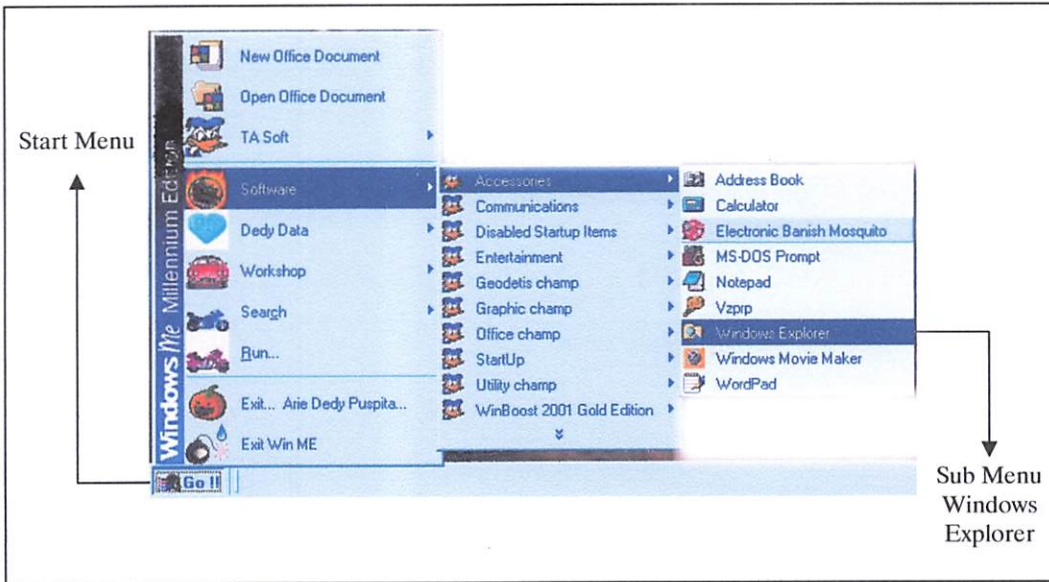 Start Menu
Windows Me Millennium Edition
New Office Document
Open Office Document
TA Soft
Software
Dedy Data
Workshop
Search
Run...
Exit... Arie Dedy Puspita...
Exit Win ME
Go !!
Accessories
Communications
Disabled Startup Items
Entertainment
Geodetis champ
Graphic champ
Office champ
StartUp
Utility champ
WinBoost 2001 Gold Edition
Address Book
Calculator
Electronic Banish Mosquito
MS-DOS Prompt
Notepad
Vzprp
Windows Explorer
Windows Movie Maker
WordPad
Sub Menu
Windows
Explorer